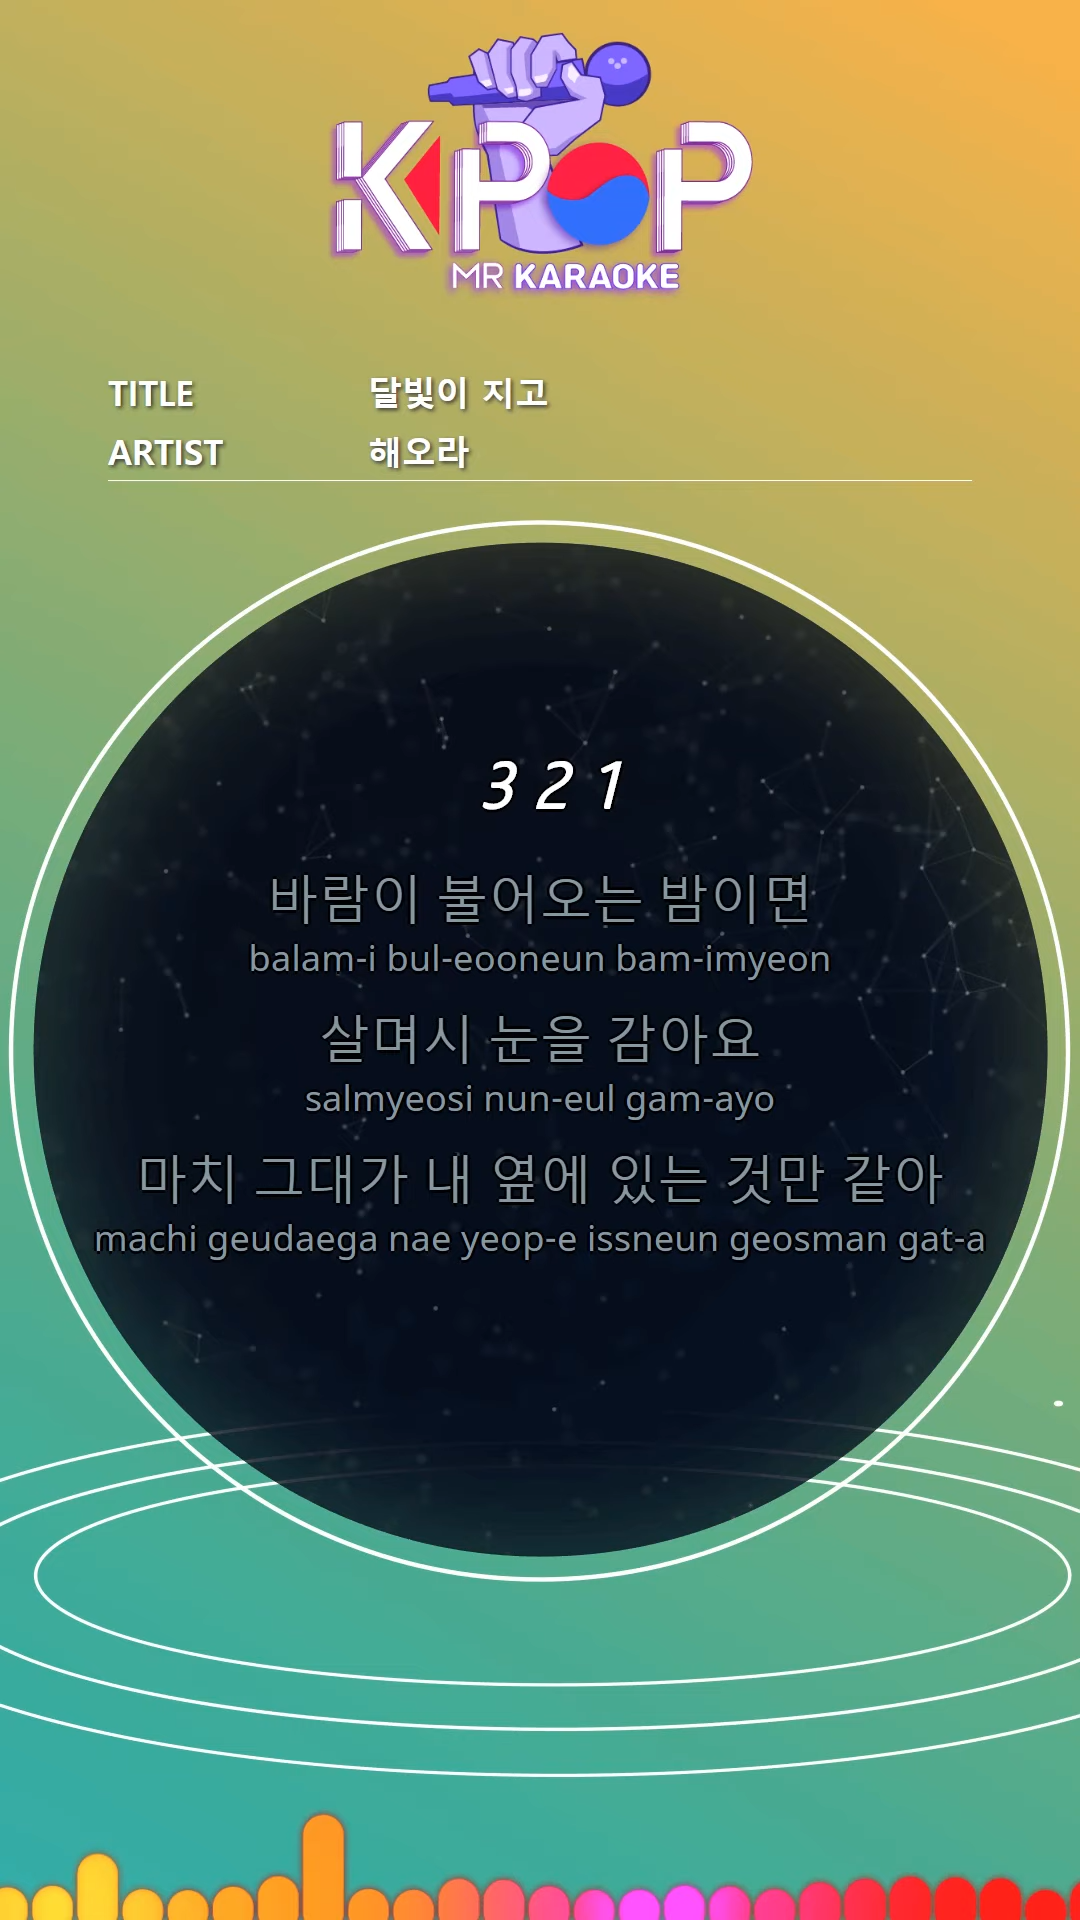 KPOP
MR KARAOKE
TITLE 달빛이 지고
ARTIST 해오라
3 2 1
바람이 불어오는 밤이면
balam-i bul-eooneun bam-imyeon
살며시 눈을 감아요
salmyeosi nun-eul gam-ayo
마치 그대가 내 옆에 있는 것만 같아
machi geudaega nae yeop-e issneun geosman gat-a